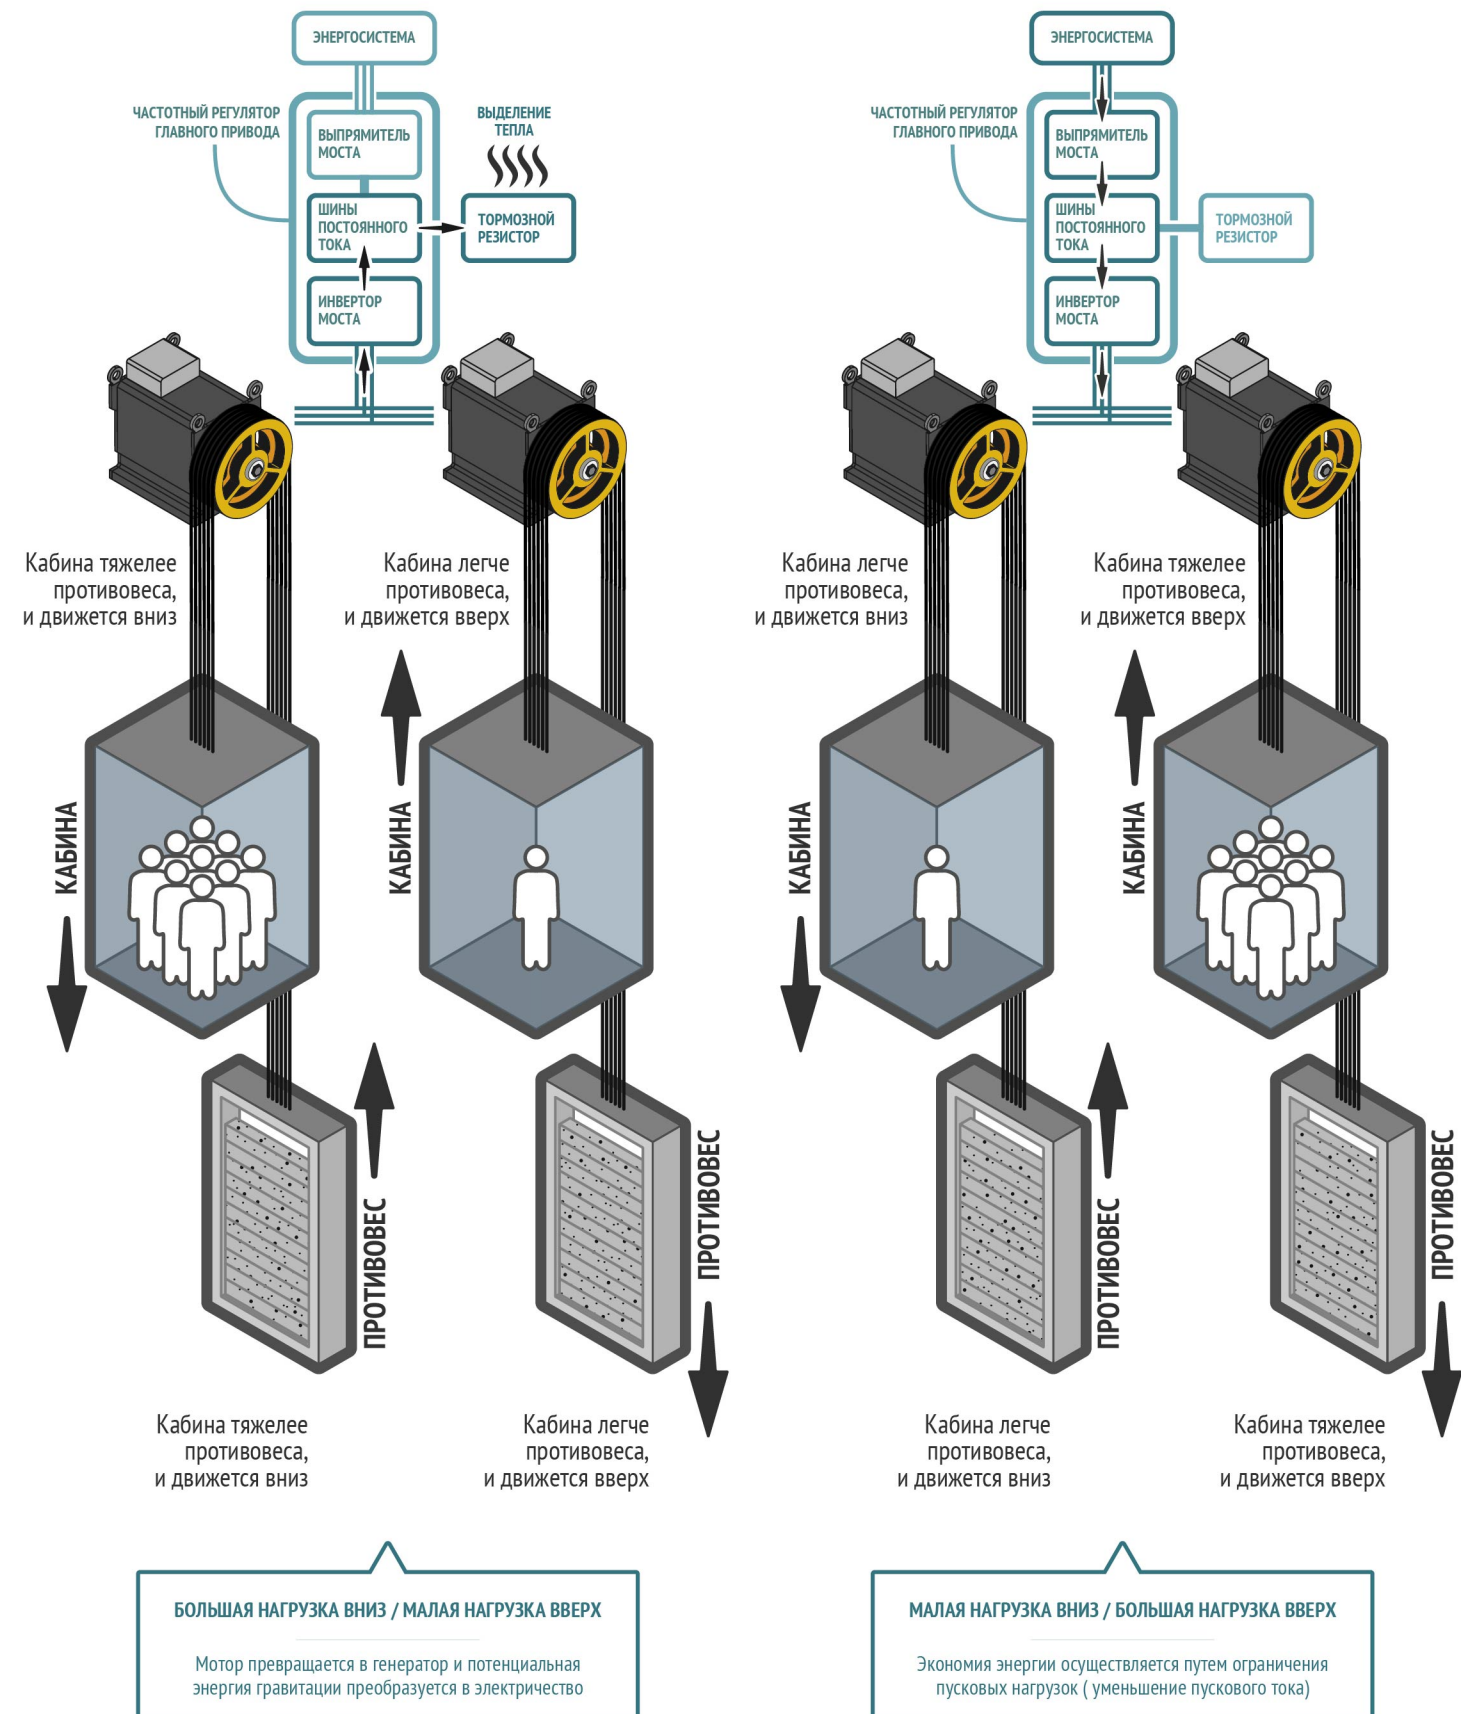 ЭНЕРГОСИСТЕМА
ЧАСТОТНЫЙ РЕГУЛЯТОР
ГЛАВНОГО ПРИВОДА
ВЫПРЯМИТЕЛЬ
МОСТА
ВЫДЕЛЕНИЕ
ТЕПЛА
ШИНЫ
ПОСТОЯННОГО
ТОКА
ТОРМОЗНОЙ
РЕЗИСТОР
ИНВЕРТОР
МОСТА
Кабина тяжелее
противовеса,
и движется вниз
Кабина легче
противовеса,
и движется вверх
КАБИНА
КАБИНА
ПРОТИВОВЕС
ПРОТИВОВЕС
Кабина тяжелее
противовеса,
и движется вниз
Кабина легче
противовеса,
и движется вверх
БОЛЬШАЯ НАГРУЗКА ВНИЗ / МАЛАЯ НАГРУЗКА ВВЕРХ
Мотор превращается в генератор и потенциальная
энергия гравитации преобразуется в электричество
ЭНЕРГОСИСТЕМА
ЧАСТОТНЫЙ РЕГУЛЯТОР
ГЛАВНОГО ПРИВОДА
ВЫПРЯМИТЕЛЬ
МОСТА
ШИНЫ
ПОСТОЯННОГО
ТОКА
ТОРМОЗНОЙ
РЕЗИСТОР
ИНВЕРТОР
МОСТА
Кабина легче
противовеса,
и движется вниз
Кабина тяжелее
противовеса,
и движется вверх
КАБИНА
КАБИНА
ПРОТИВОВЕС
ПРОТИВОВЕС
Кабина легче
противовеса,
и движется вниз
Кабина тяжелее
противовеса,
и движется вверх
МАЛАЯ НАГРУЗКА ВНИЗ / БОЛЬШАЯ НАГРУЗКА ВВЕРХ
Экономия энергии осуществляется путем ограничения
пусковых нагрузок ( уменьшение пускового тока)